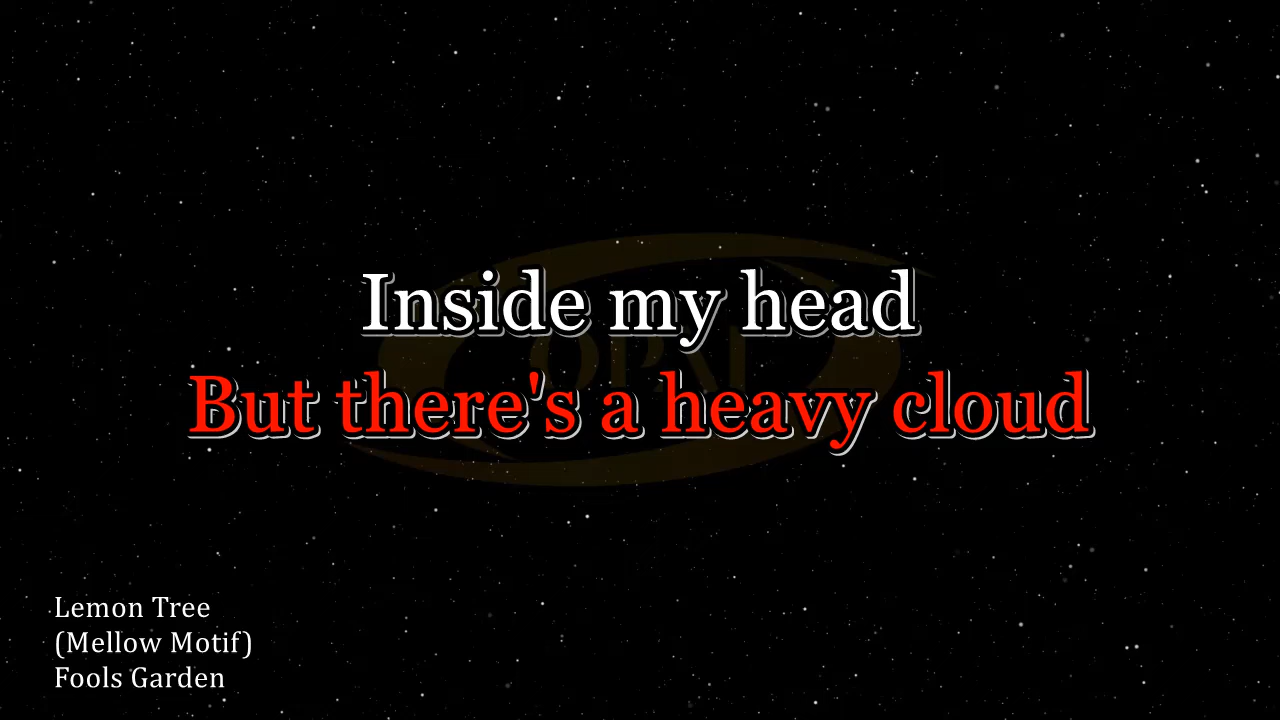 Inside my head
But there's a heavy cloud
Lemon Tree
(Mellow Motif)
Fools Garden